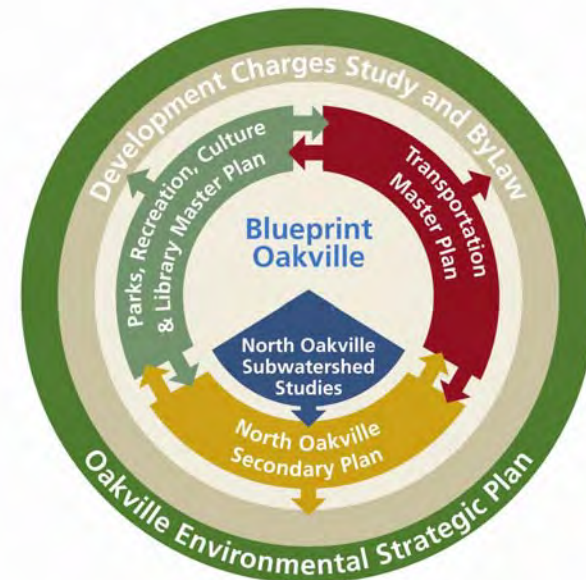 Development Charges Study and ByLaw
Parks, Recreation, Culture
& Library Master Plan
Transportation
Master Plan
Blueprint
Oakville
North Oakville
Subwatershed
Studies
North Oakville
Secondary Plan
Oakville Environmental Strategic Plan